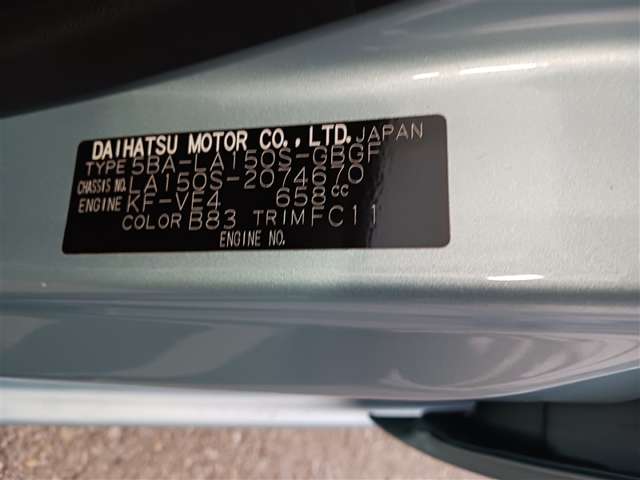 DAIHATSU MOTOR CO.,LTD. JAPAN
TYPE 5BA-LA150S-GBGF
CHASSIS NO. LA150S-2074670
ENGINE KF-VE4 658cc
COLOR B83 TRIM FC11
ENGINE NO.